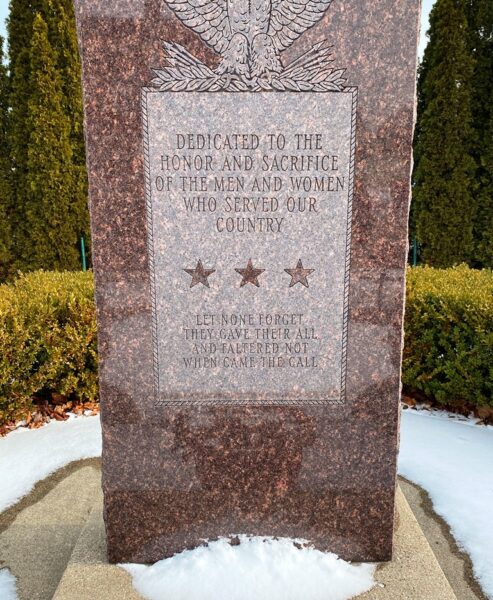 DEDICATED TO THE
HONOR AND SACRIFICE
OF THE MEN AND WOMEN
WHO SERVED OUR
COUNTRY
LET NONE FORGET
THEY GAVE THEIR ALL
AND FALTERED NOT
WHEN CAME THE CALL